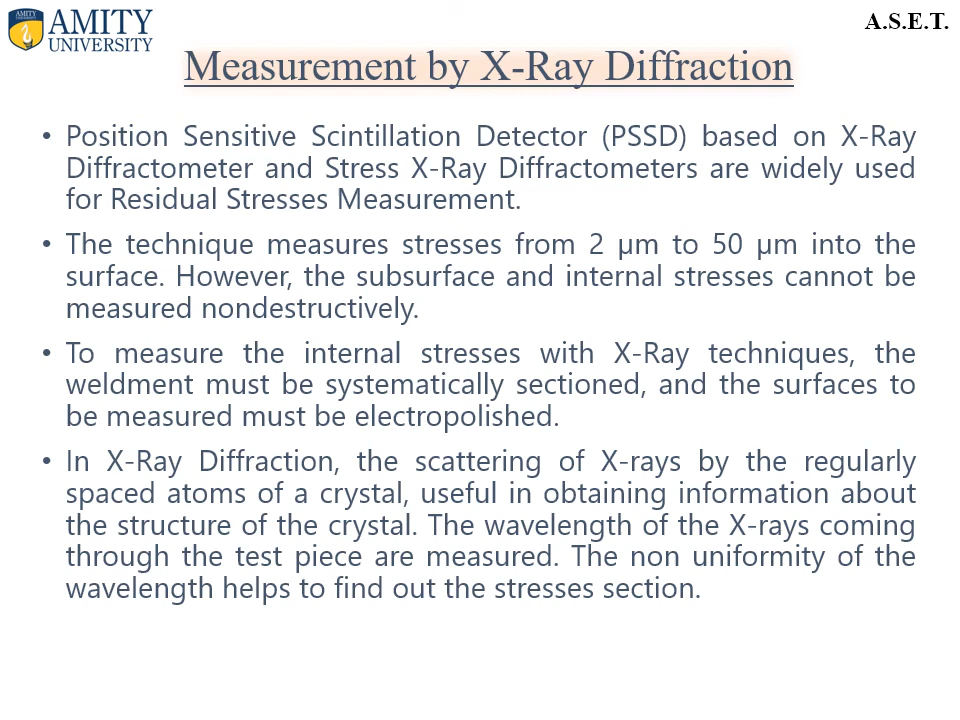 AMITY
AMITY
UNIVERSITY
A.S.E.T.
Measurement by X-Ray Diffraction
• Position Sensitive Scintillation Detector (PSSD) based on X-Ray
Diffractometer and Stress X-Ray Diffractometers are widely used
for Residual Stresses Measurement.
• The technique measures stresses from 2 μm to 50 μm into the
surface. However, the subsurface and internal stresses cannot be
measured nondestructively.
• To measure the internal stresses with X-Ray techniques, the
weldment must be systematically sectioned, and the surfaces to
be measured must be electropolished.
• In X-Ray Diffraction, the scattering of X-rays by the regularly
spaced atoms of a crystal, useful in obtaining information about
the structure of the crystal. The wavelength of the X-rays coming
through the test piece are measured. The non uniformity of the
wavelength helps to find out the stresses section.